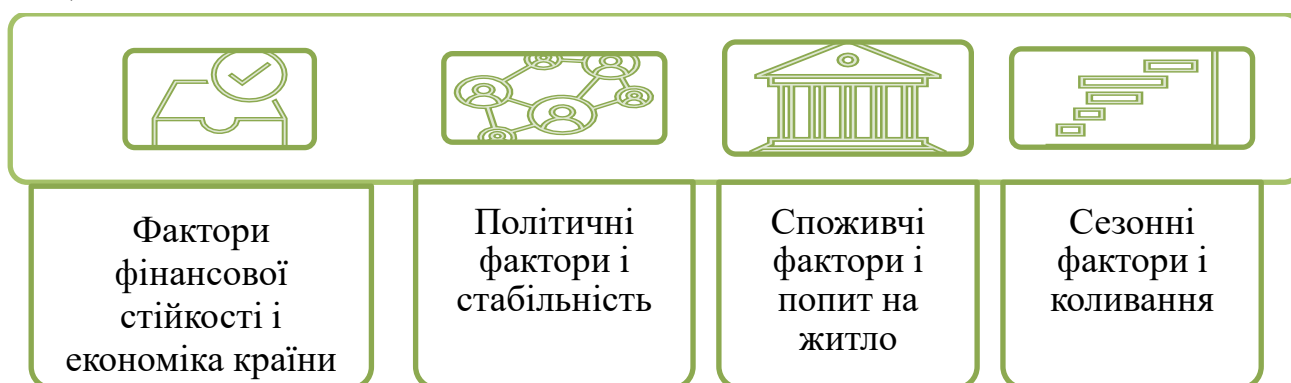 Фактори
фінансової
стійкості і
економіка країни
Політичні
фактори і
стабільність
Споживчі
фактори і
попит на
житло
Сезонні
фактори і
коливання